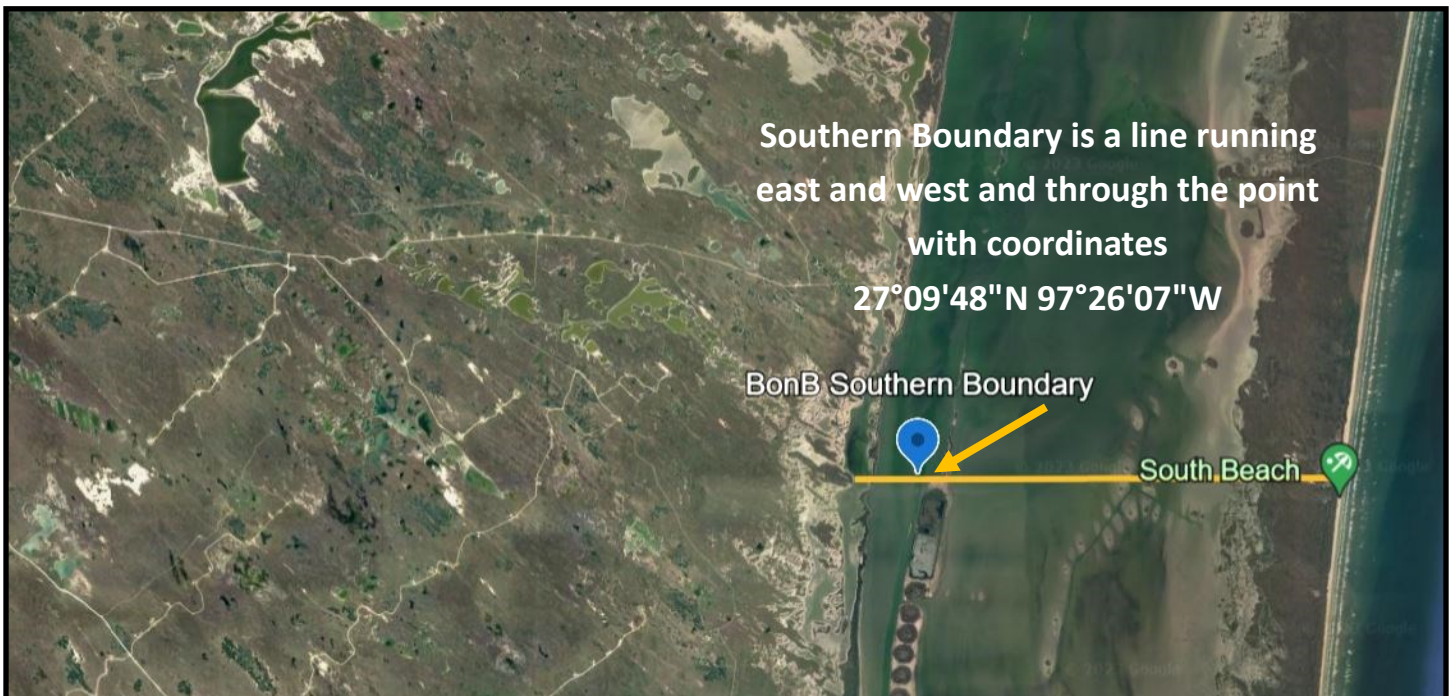 Southern Boundary is a line running
east and west and through the point
with coordinates
27°09'48"N 97°26'07"W
BonB Southern Boundary
South Beach